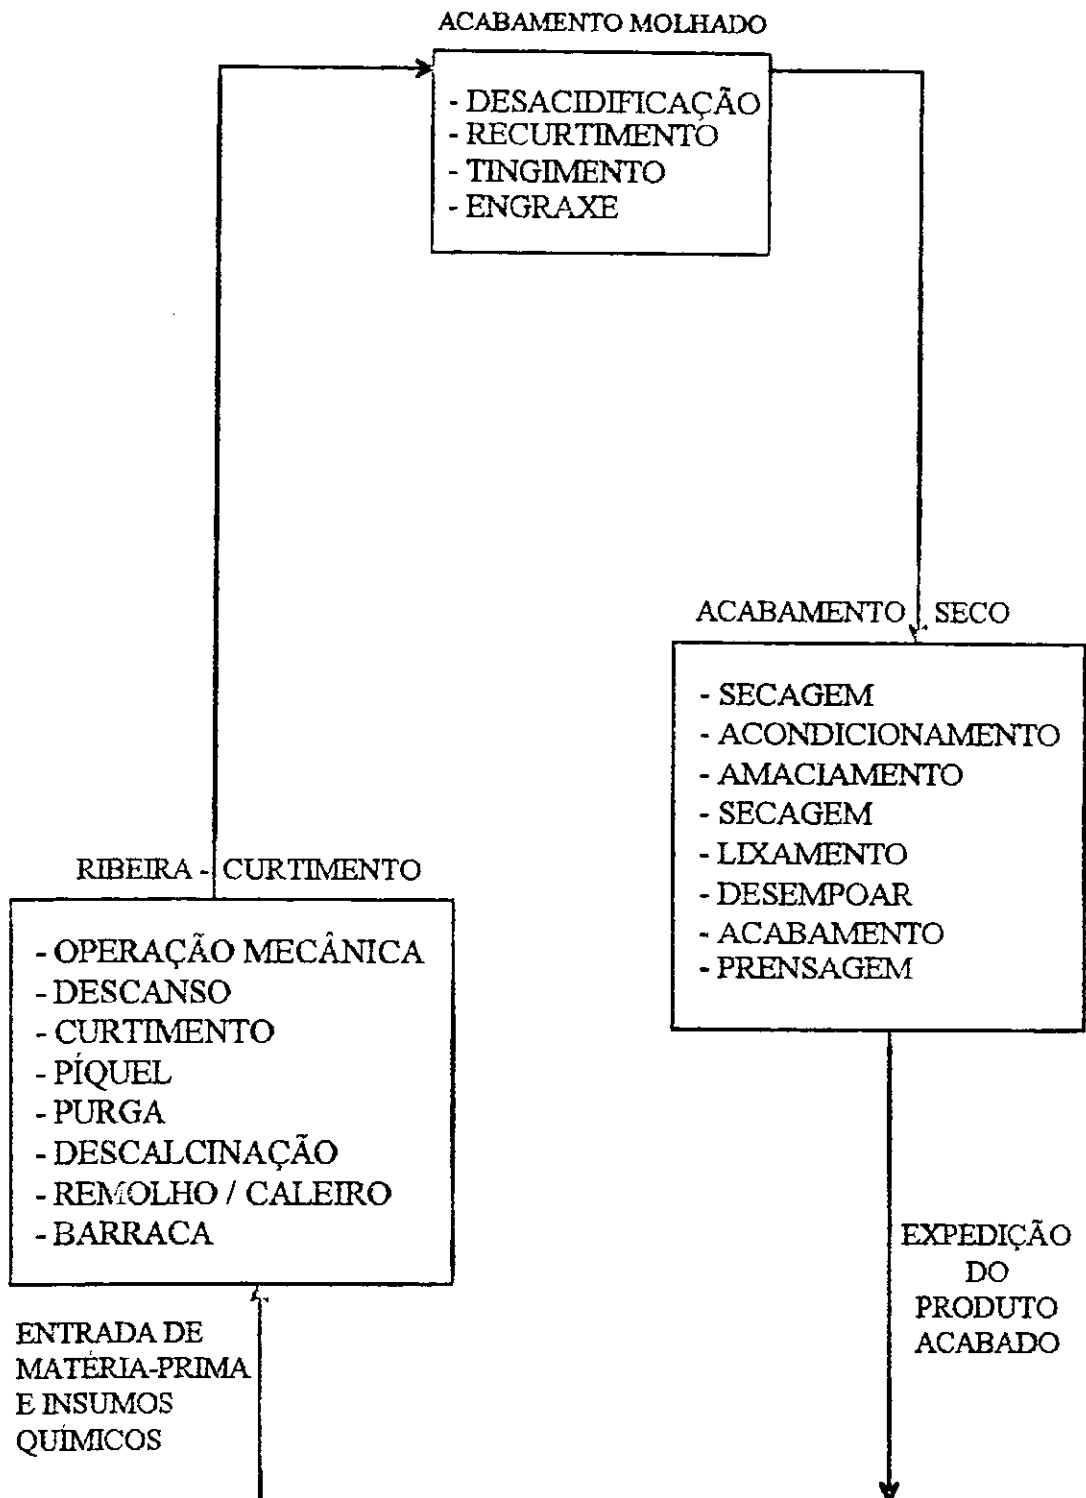 ACABAMENTO MOLHADO
- DESACIDIFICAÇÃO
- RECURTIMENTO
- TINGIMENTO
- ENGRAXE
ACABAMENTO SECO
- SECAGEM
- ACONDICIONAMENTO
- AMACIAMENTO
- SECAGEM
- LIXAMENTO
- DESEMPOAR
- ACABAMENTO
- PRENSAGEM
RIBEIRA - CURTIMENTO
- OPERAÇÃO MECÂNICA
- DESCANSO
- CURTIMENTO
- PÍQUEL
- PURGA
- DESCALCINAÇÃO
- REMOLHO / CALEIRO
- BARRACA
ENTRADA DE
MATÉRIA-PRIMA
E INSUMOS
QUÍMICOS
EXPEDIÇÃO
DO
PRODUTO
ACABADO